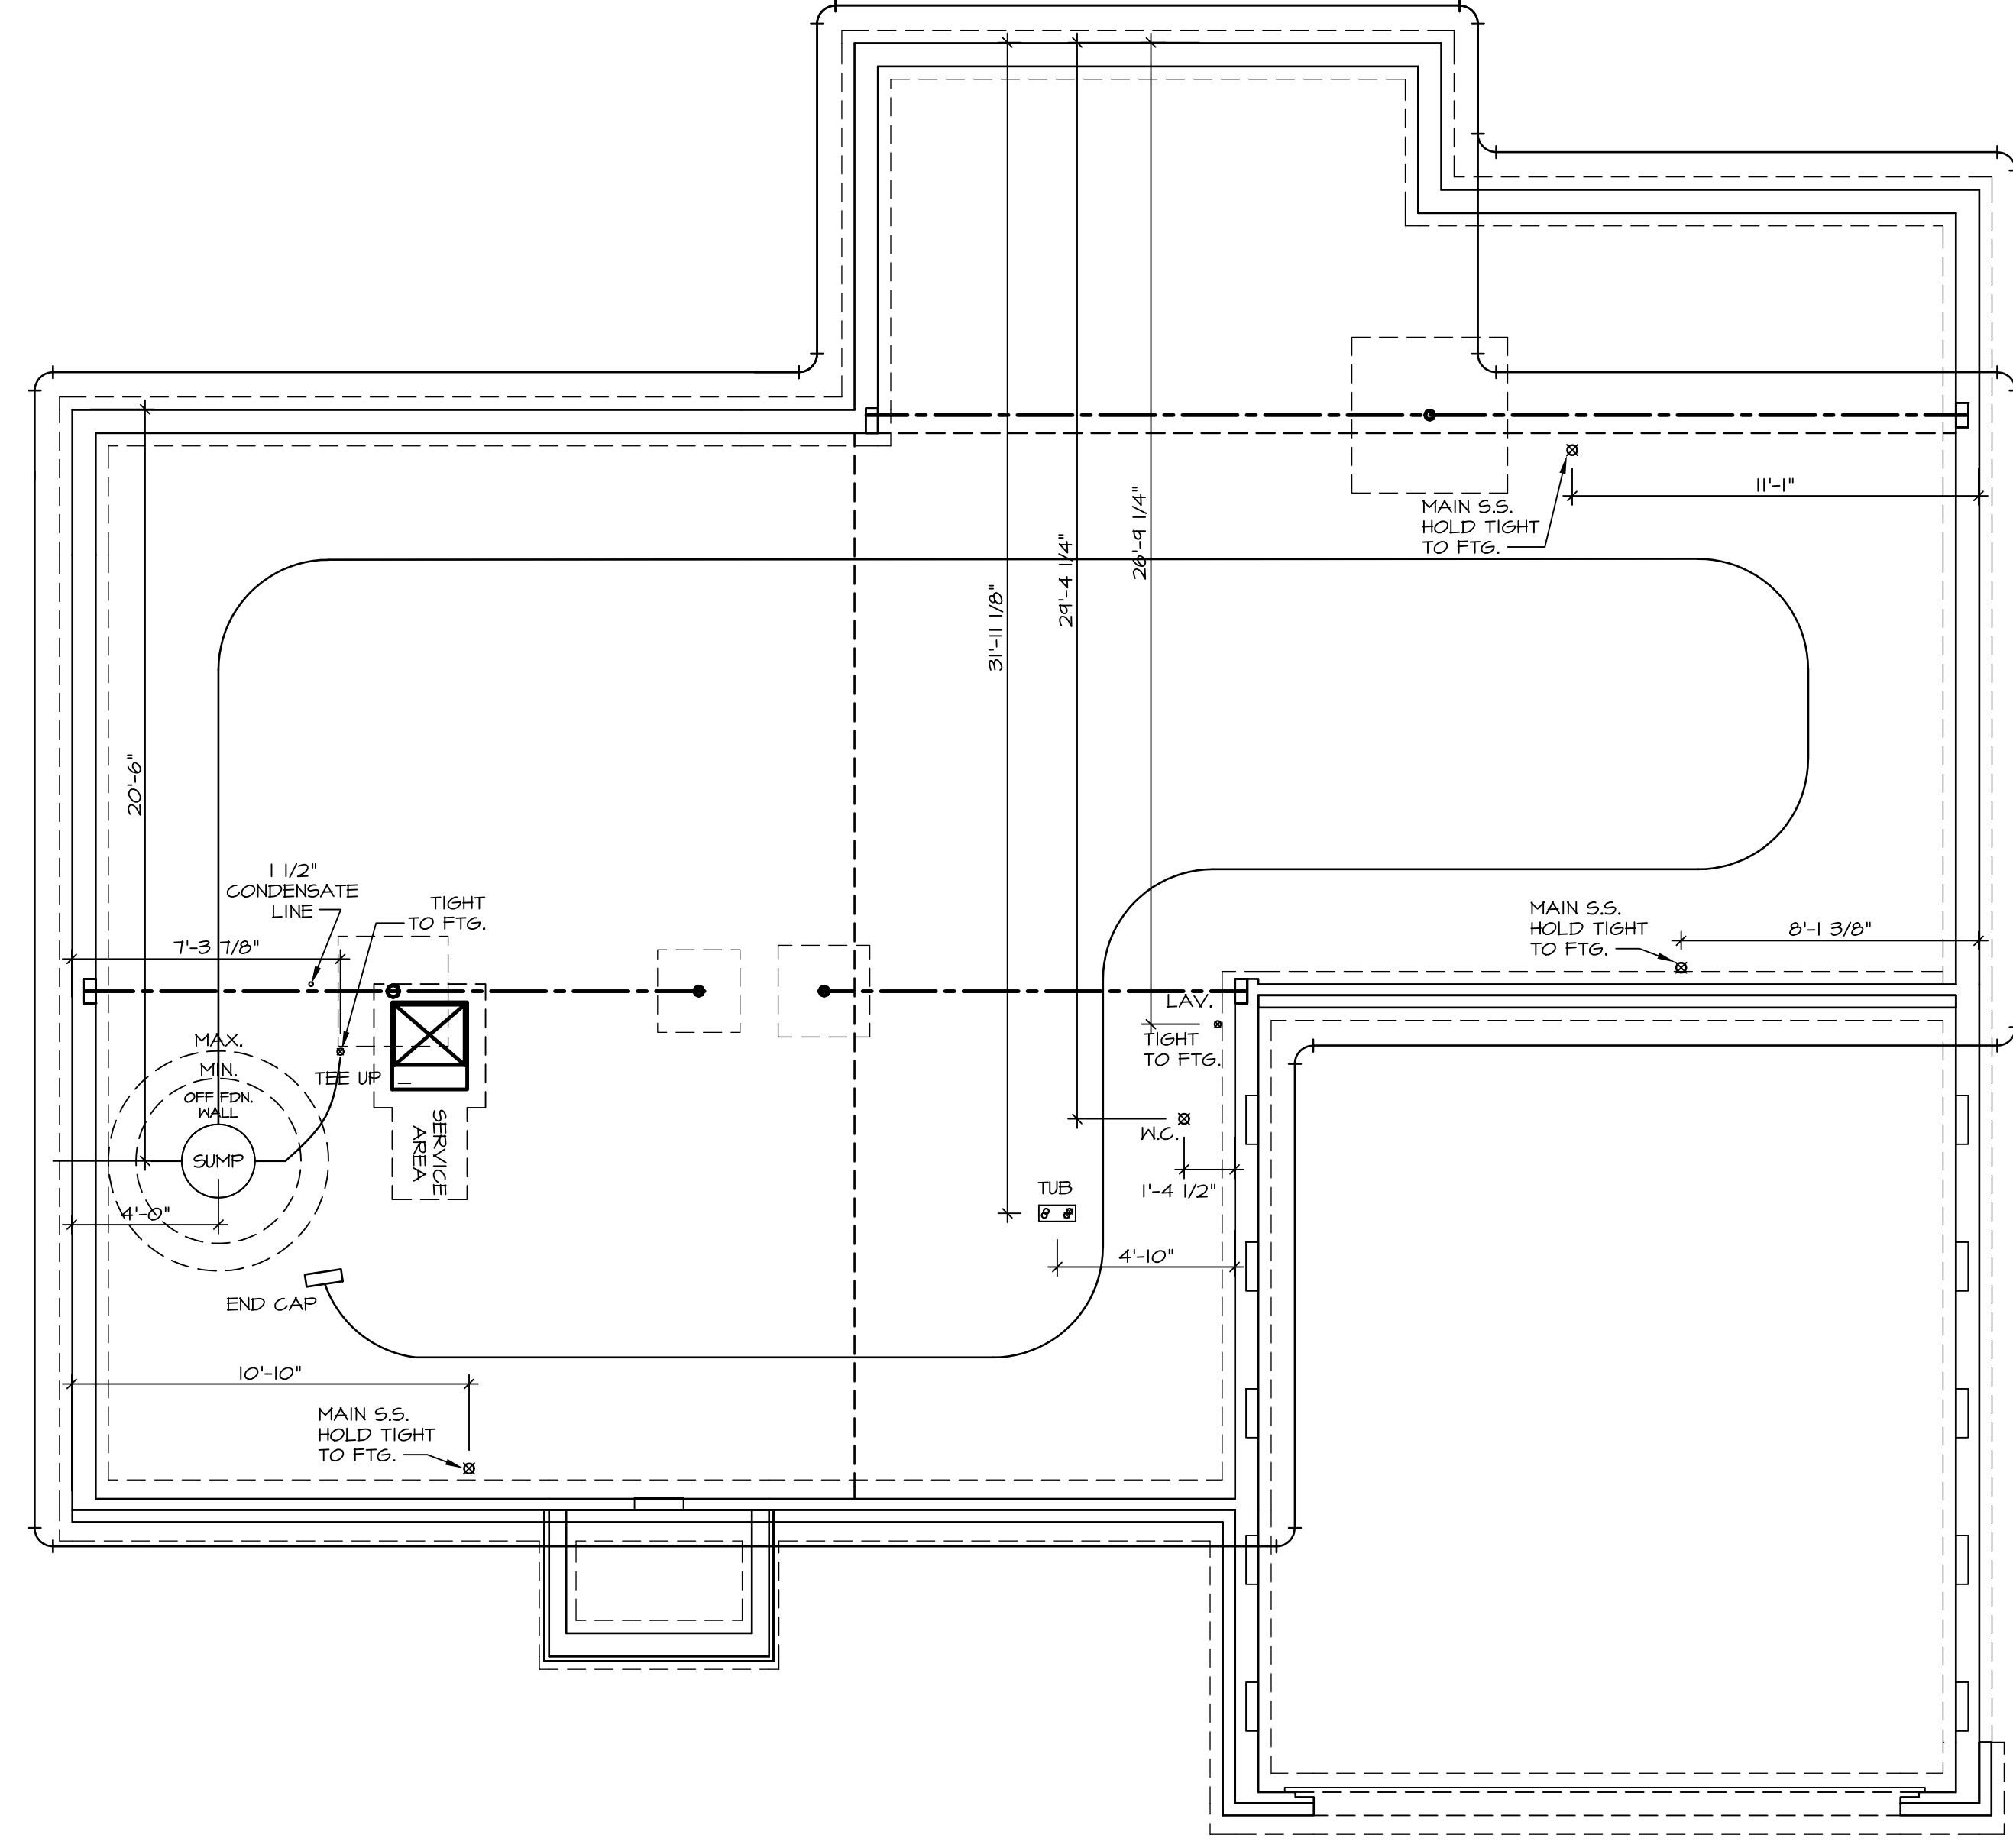 31'-11 1/8"
29'-4 1/4"
26'-9 1/4"
11'-1"
MAIN S.S.
HOLD TIGHT
TO FTG.
20'-6"
1 1/2"
CONDENSATE
LINE
TIGHT
TO FTG.
7'-3 7/8"
MAIN S.S.
HOLD TIGHT
TO FTG.
8'-1 3/8"
LAV.
TIGHT
TO FTG.
MAX.
MIN.
OFF FDN.
WALL
SUMP
TEE UP
SERVICE
AREA
W.C.
1'-4 1/2"
TUB
4'-0"
4'-10"
END CAP
10'-10"
MAIN S.S.
HOLD TIGHT
TO FTG.